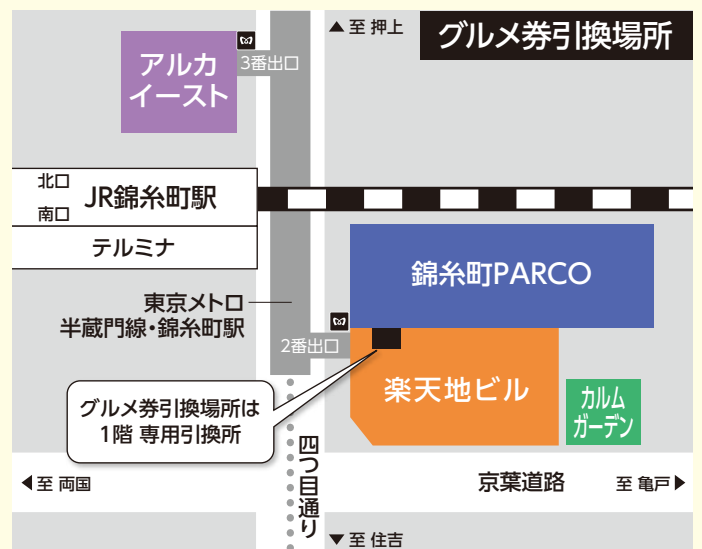 ▲至 押上
グルメ券引換場所
アルカ
イースト
3番出口
北口
JR錦糸町駅
南口
テルミナ
錦糸町PARCO
東京メトロ
半蔵門線・錦糸町駅
2番出口
楽天地ビル
カルム
ガーデン
グルメ券引換場所は
1階 専用引換所
四つ目通り
◀至 両国
京葉道路
至 亀戸▶
▼至 住吉